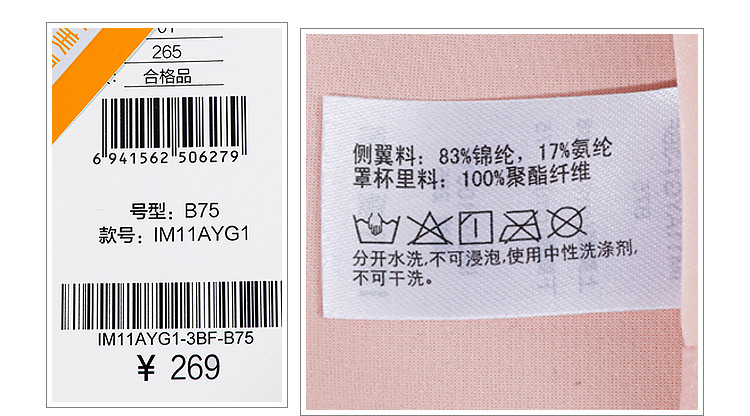 265
合格品
6 941562 506279
号型: B75
款号: IM11AYG1
IM11AYG1-3BF-B75
¥ 269
侧翼料: 83%锦纶, 17%氨纶
罩杯里料: 100%聚酯纤维
分开水洗,不可浸泡,使用中性洗涤剂,
不可干洗。